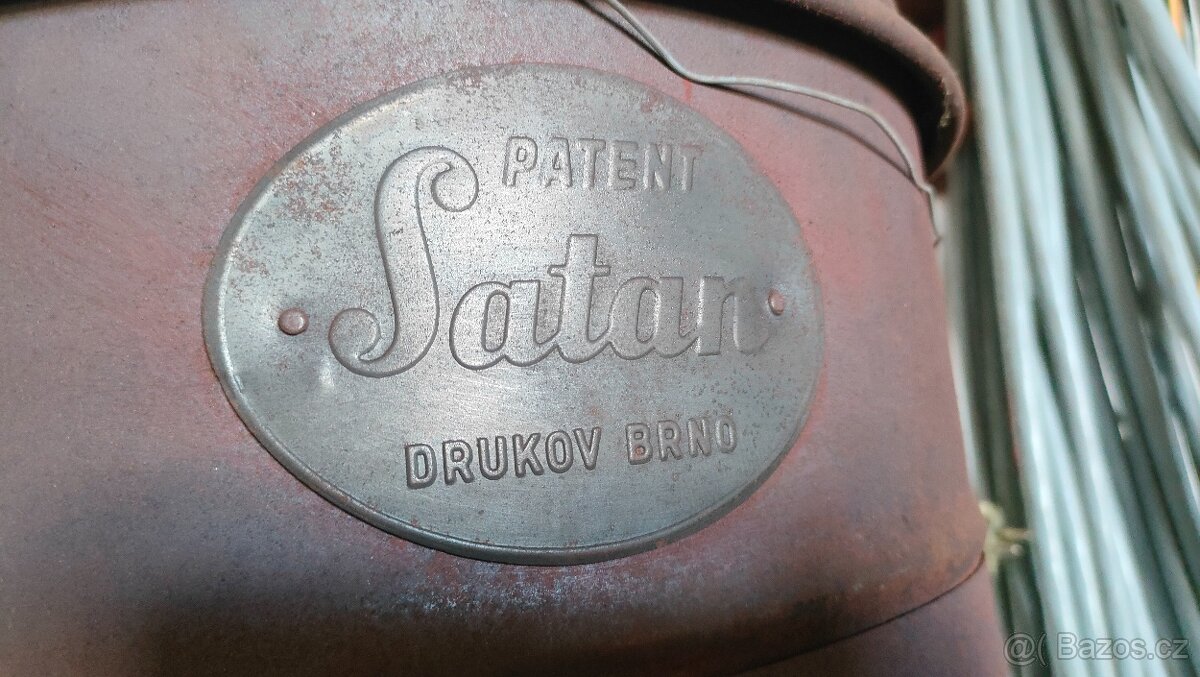 PATENT
Satan
DRUKOV BRNO
@( Bazos.cz